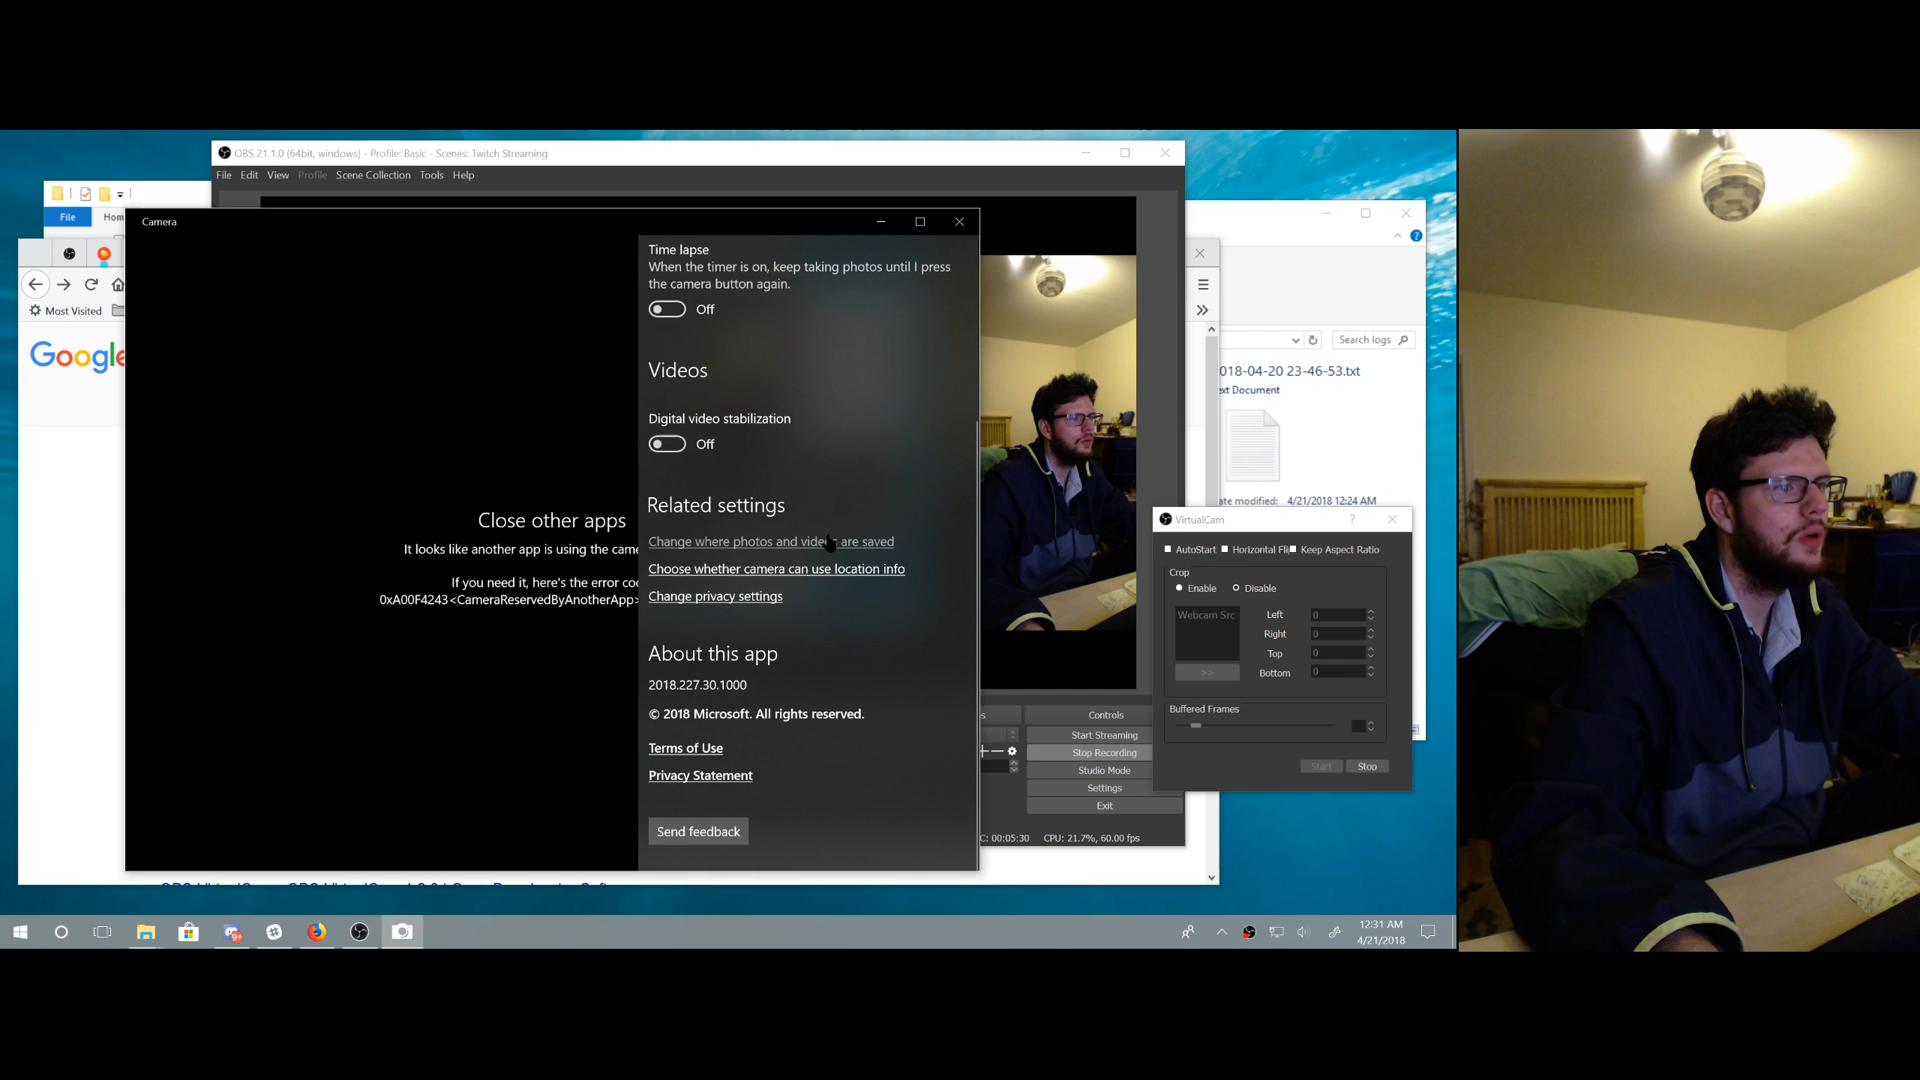 OBS 21.1.0 (64bit, windows) - Profile: Basic - Scenes: Twitch Streaming
File Edit View Profile Scene Collection Tools Help
File
Hom
Camera
Most Visited
Google
Time lapse
When the timer is on, keep taking photos until I press
the camera button again.
Off
Videos
Digital video stabilization
Off
Related settings
Change where photos and videos are saved
Choose whether camera can use location info
Change privacy settings
About this app
2018.227.30.1000
© 2018 Microsoft. All rights reserved.
Terms of Use
Privacy Statement
Send feedback
Close other apps
It looks like another app is using the came
If you need it, here's the error co
0xA00F4243<CameraReservedByAnotherApp>
Search logs
018-04-20 23-46-53.txt
ext Document
ate modified: 4/21/2018 12:24 AM
VirtualCam
?
AutoStart Horizontal Fli Keep Aspect Ratio
Crop
Enable Disable
Webcam Src
>>
Left 0
Right 0
Top 0
Bottom 0
Buffered Frames
Start Stop
s
Controls
Start Streaming
Stop Recording
Studio Mode
Settings
Exit
C: 00:05:30 CPU: 21.7%, 60.00 fps
12:31 AM
4/21/2018